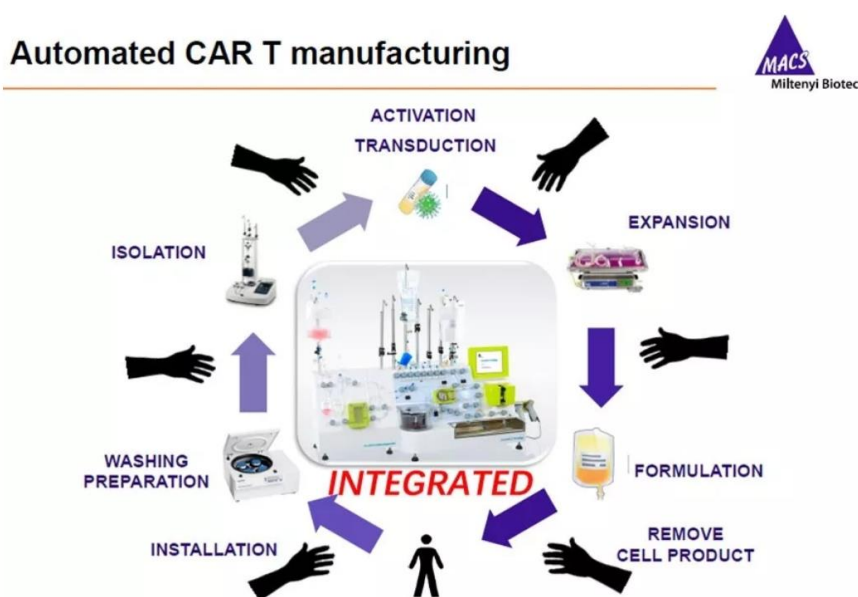 Automated CAR T manufacturing
MACS
Miltenyi Biotec
ACTIVATION
TRANSDUCTION
EXPANSION
ISOLATION
WASHING
PREPARATION
INTEGRATED
FORMULATION
INSTALLATION
REMOVE
CELL PRODUCT